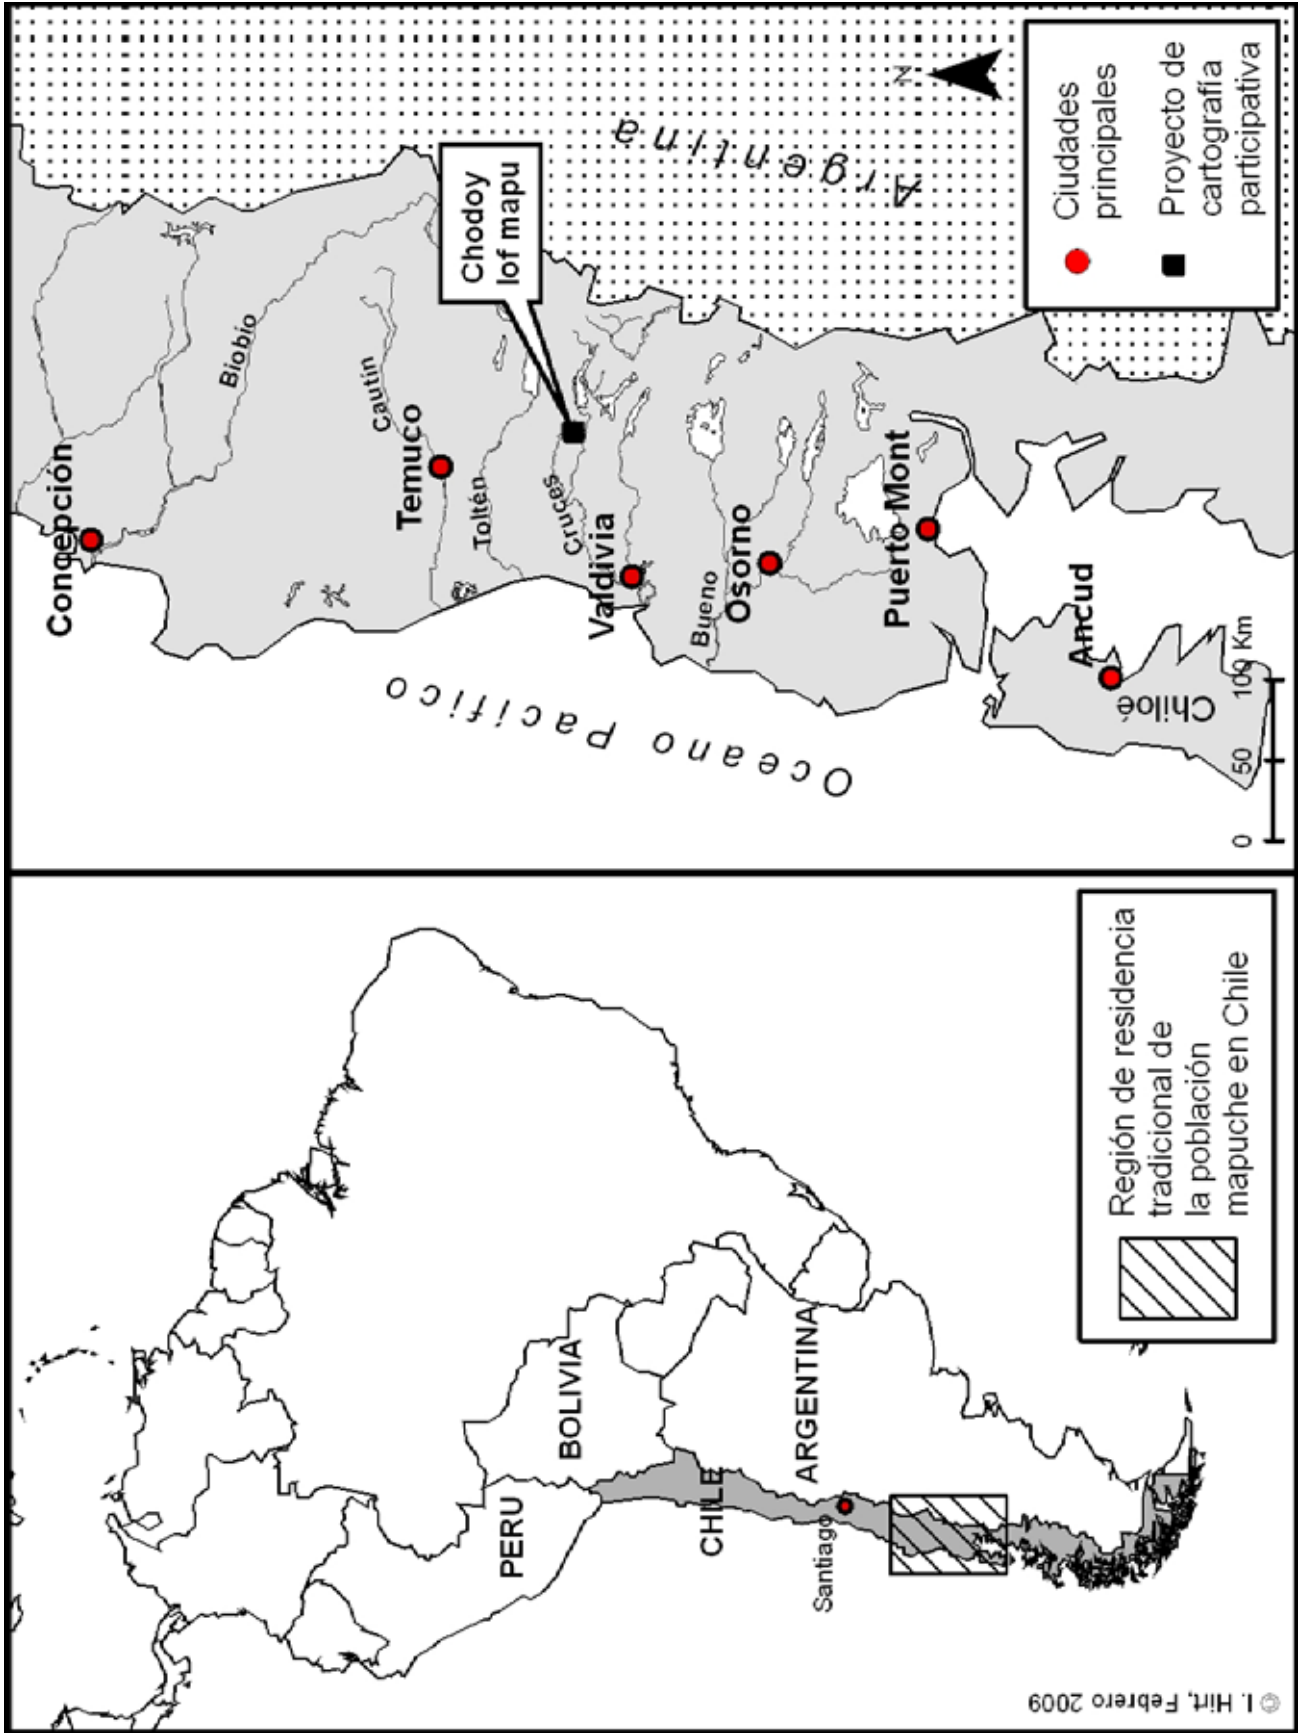 PERU
BOLIVIA
CHILE
ARGENTINA
Santiago
Región de residencia
tradicional de
la población
mapuche en Chile
© I. Hirt, Febrero 2009
Concepción
Biobio
Cautin
Temuco
Toltén
Chodoy
lof mapu
Cruces
Valdivia
Bueno
Osorno
Puerto Mont
Ancud
Chiloé
Oceano Pacifico
Argentina
N
0 50 100 Km
Ciudades
principales
Proyecto de
cartografía
participativa